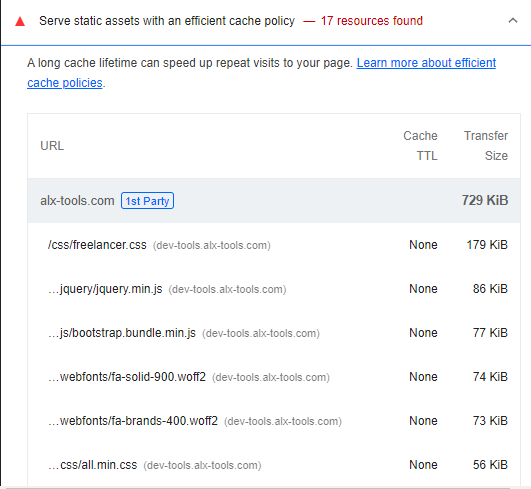 Serve static assets with an efficient cache policy — 17 resources found
A long cache lifetime can speed up repeat visits to your page. Learn more about efficient
cache policies.
URL Cache TTL Transfer Size
alx-tools.com 1st Party 729 KiB
/css/freelancer.css (dev-tools.alx-tools.com) None 179 KiB
…jquery/jquery.min.js (dev-tools.alx-tools.com) None 86 KiB
…js/bootstrap.bundle.min.js (dev-tools.alx-tools.com) None 77 KiB
…webfonts/fa-solid-900.woff2 (dev-tools.alx-tools.com) None 74 KiB
…webfonts/fa-brands-400.woff2 (dev-tools.alx-tools.com) None 73 KiB
…css/all.min.css (dev-tools.alx-tools.com) None 56 KiB